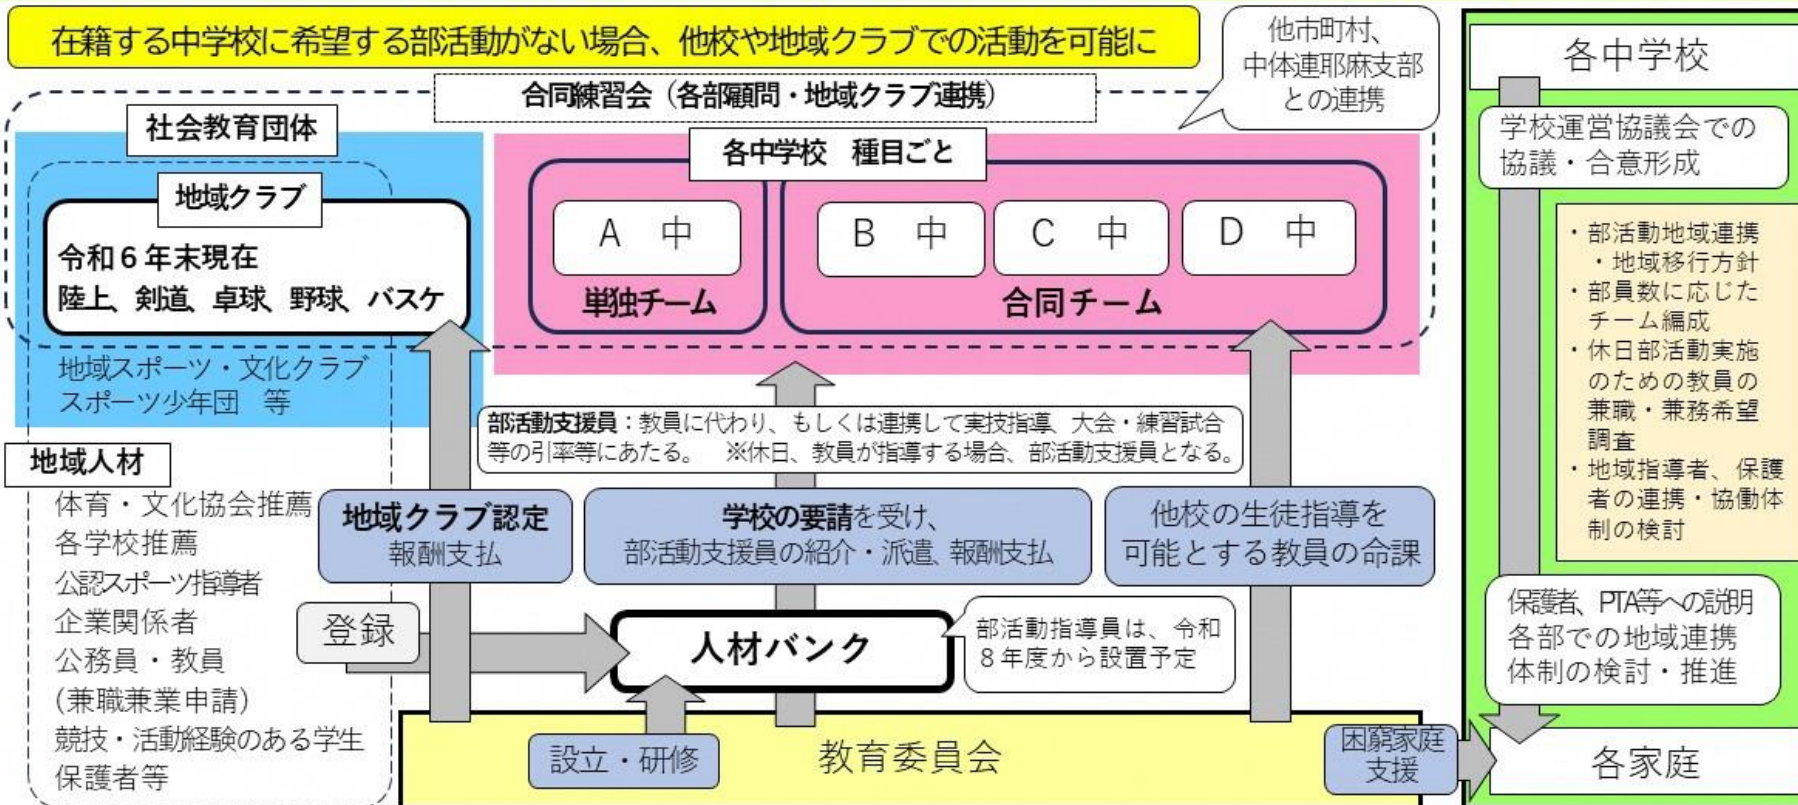 在籍する中学校に希望する部活動がない場合、他校や地域クラブでの活動を可能に
他市町村、
中体連耶麻支部
との連携
合同練習会（各部顧問・地域クラブ連携）
社会教育団体
地域クラブ
令和６年末現在
陸上、剣道、卓球、野球、バスケ
地域スポーツ・文化クラブ
スポーツ少年団　等
各中学校　種目ごと
A　中
単独チーム
B　中
C　中
D　中
合同チーム
部活動支援員：教員に代わり、もしくは連携して実技指導、大会・練習試合
等の引率等にあたる。　※休日、教員が指導する場合、部活動支援員となる。
地域人材
体育・文化協会推薦
各学校推薦
公認スポーツ指導者
企業関係者
公務員・教員
(兼職兼業申請)
競技・活動経験のある学生
保護者等
地域クラブ認定
報酬支払
学校の要請を受け、
部活動支援員の紹介・派遣、報酬支払
他校の生徒指導を
可能とする教員の命課
登録
人材バンク
部活動指導員は、令和
８年度から設置予定
設立・研修
教育委員会
困窮家庭
支援
各中学校
学校運営協議会での
協議・合意形成
・部活動地域連携
・地域移行方針
・部員数に応じた
チーム編成
・休日部活動実施
のための教員の
兼職・兼務希望
調査
・地域指導者、保護
者の連携・協働体
制の検討
保護者、PTA等への説明
各部での地域連携
体制の検討・推進
各家庭